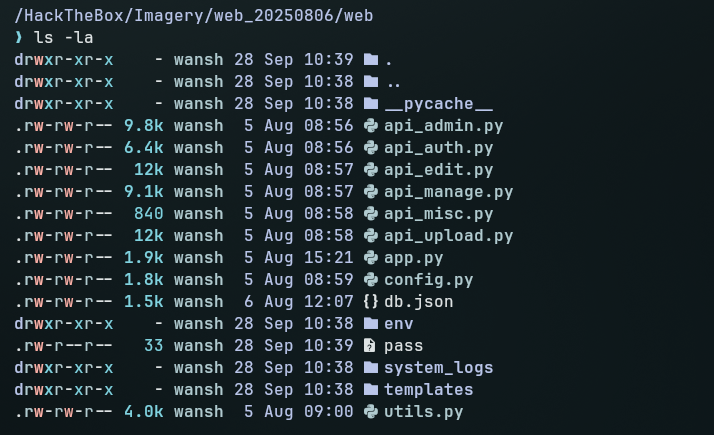 /HackTheBox/Imagery/web_20250806/web
❯ ls -la
drwxr-xr-x    - wansh 28 Sep 10:39 .
drwxr-xr-x    - wansh 28 Sep 10:38 ..
drwxr-xr-x    - wansh 28 Sep 10:38 __pycache__
.rw-rw-r-- 9.8k wansh  5 Aug 08:56 api_admin.py
.rw-rw-r-- 6.4k wansh  5 Aug 08:56 api_auth.py
.rw-rw-r--  12k wansh  5 Aug 08:57 api_edit.py
.rw-rw-r-- 9.1k wansh  5 Aug 08:57 api_manage.py
.rw-rw-r--  840 wansh  5 Aug 08:58 api_misc.py
.rw-rw-r--  12k wansh  5 Aug 08:58 api_upload.py
.rw-rw-r-- 1.9k wansh  5 Aug 15:21 app.py
.rw-rw-r-- 1.8k wansh  5 Aug 08:59 config.py
.rw-rw-r-- 1.5k wansh  6 Aug 12:07 {} db.json
drwxr-xr-x    - wansh 28 Sep 10:38 env
.rw-r--r--   33 wansh 28 Sep 10:39 pass
drwxr-xr-x    - wansh 28 Sep 10:38 system_logs
drwxr-xr-x    - wansh 28 Sep 10:38 templates
.rw-rw-r-- 4.0k wansh  5 Aug 09:00 utils.py